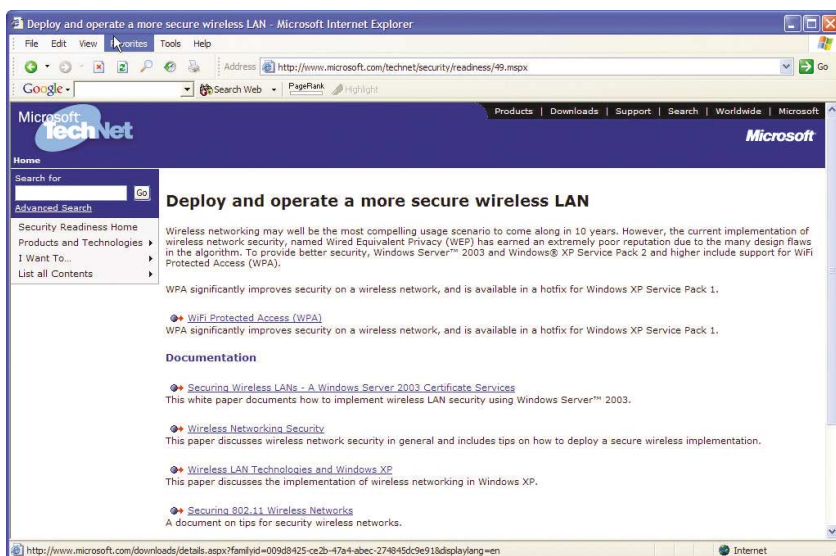 Deploy and operate a more secure wireless LAN - Microsoft Internet Explorer
File Edit View Favorites Tools Help
Address http://www.microsoft.com/technet/security/readiness/49.mspx Go
Google Search Web PageRank Highlight
Products | Downloads | Support | Search | Worldwide | Microsoft
Microsoft
TechNet
Microsoft
Home
Search for
Go
Advanced Search
Security Readiness Home
Products and Technologies
I Want To...
List all Contents
Deploy and operate a more secure wireless LAN
Wireless networking may well be the most compelling usage scenario to come along in 10 years. However, the current implementation of
wireless network security, named Wired Equivalent Privacy (WEP) has earned an extremely poor reputation due to the many design flaws
in the algorithm. To provide better security, Windows Server™ 2003 and Windows® XP Service Pack 2 and higher include support for WiFi
Protected Access (WPA).
WPA significantly improves security on a wireless network, and is available in a hotfix for Windows XP Service Pack 1.
WiFi Protected Access (WPA)
WPA significantly improves security on a wireless network, and is available in a hotfix for Windows XP Service Pack 1.
Documentation
Securing Wireless LANs - A Windows Server 2003 Certificate Services
This white paper documents how to implement wireless LAN security using Windows Server™ 2003.
Wireless Networking Security
This paper discusses wireless network security in general and includes tips on how to deploy a secure wireless implementation.
Wireless LAN Technologies and Windows XP
This paper discusses the implementation of wireless networking in Windows XP.
Securing 802.11 Wireless Networks
A document on tips for security wireless networks.
http://www.microsoft.com/downloads/details.aspx?familyid=009d8425-ce2b-47a4-abec-274845dc9e91&displaylang=en
Internet